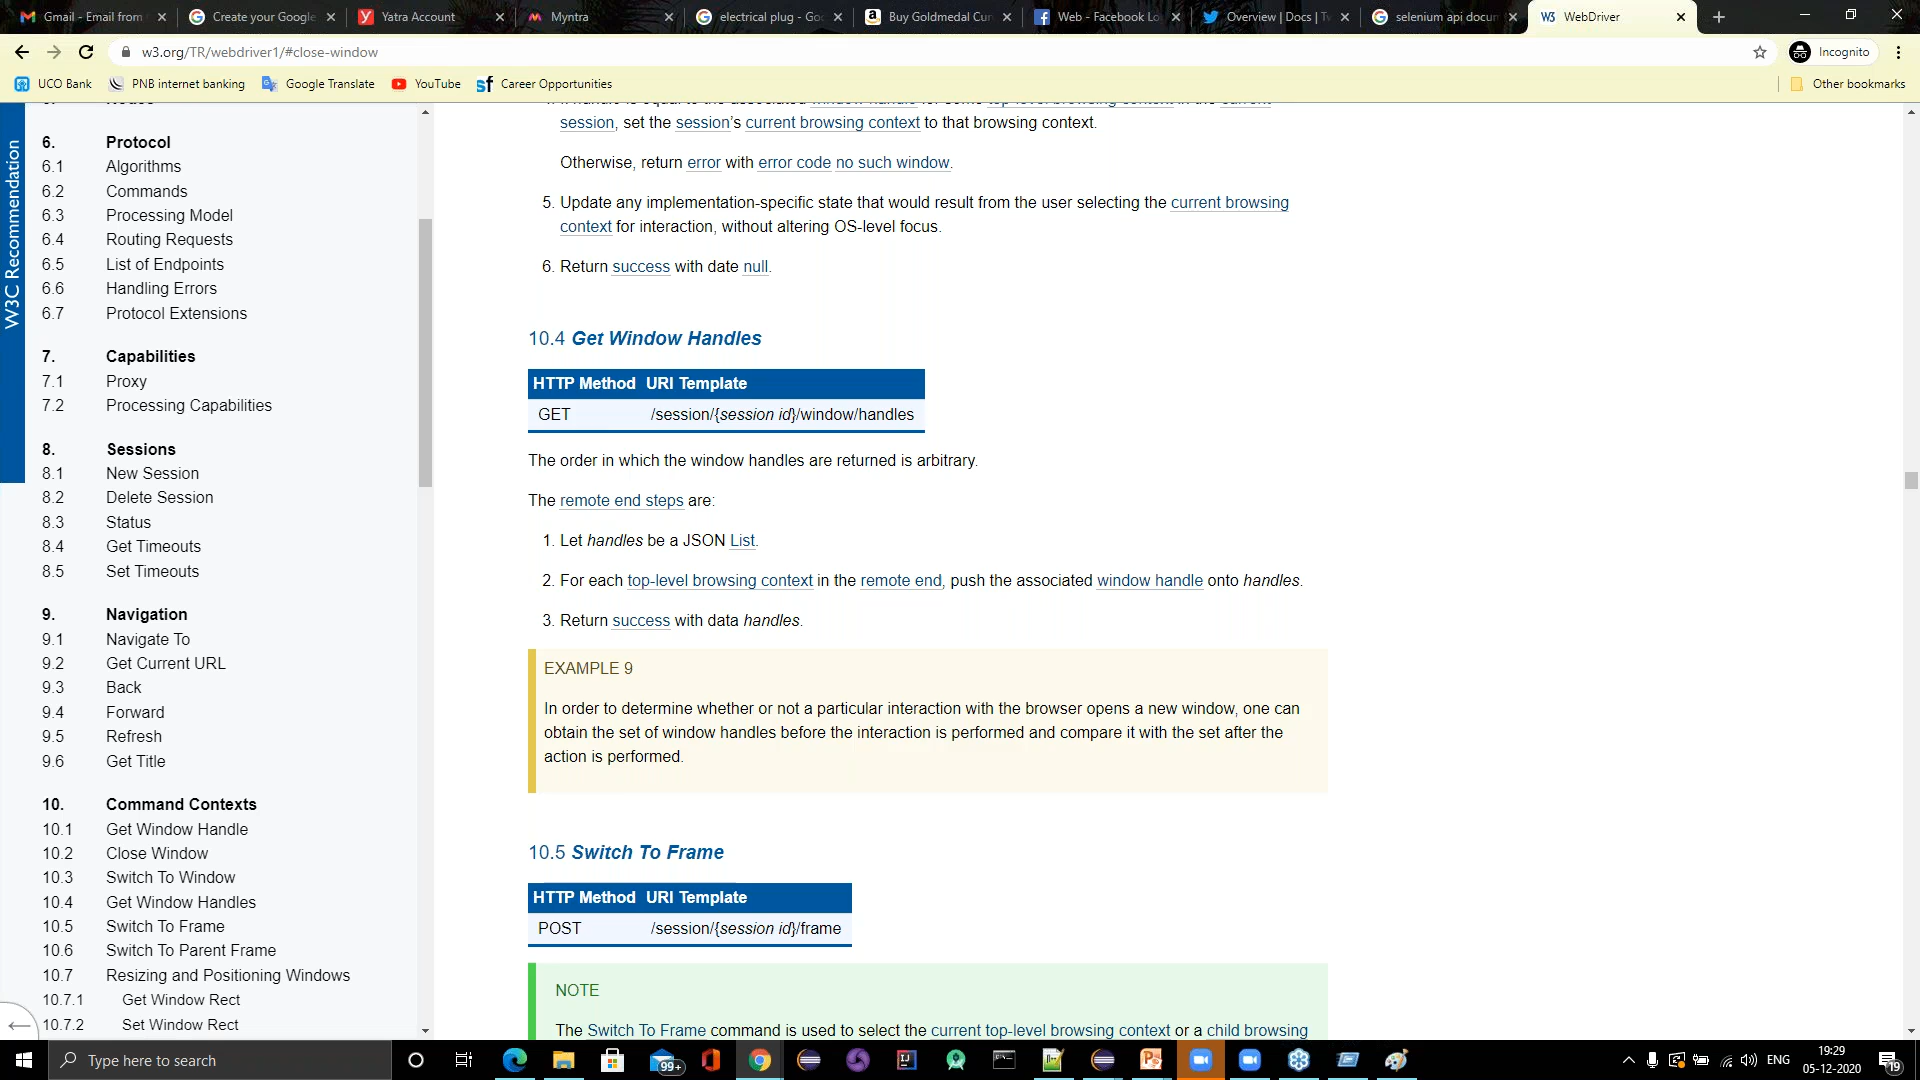 Gmail - Email from
Create your Google
Yatra Account
Myntra
electrical plug - Goo
Buy Goldmedal Cur
Web - Facebook Lo
Overview | Docs | Tw
selenium api docum
WebDriver
w3.org/TR/webdriver1/#close-window
Incognito
UCO Bank
PNB internet banking
Google Translate
YouTube
Career Opportunities
Other bookmarks
W3C Recommendation
6. Protocol
6.1 Algorithms
6.2 Commands
6.3 Processing Model
6.4 Routing Requests
6.5 List of Endpoints
6.6 Handling Errors
6.7 Protocol Extensions
7. Capabilities
7.1 Proxy
7.2 Processing Capabilities
8. Sessions
8.1 New Session
8.2 Delete Session
8.3 Status
8.4 Get Timeouts
8.5 Set Timeouts
9. Navigation
9.1 Navigate To
9.2 Get Current URL
9.3 Back
9.4 Forward
9.5 Refresh
9.6 Get Title
10. Command Contexts
10.1 Get Window Handle
10.2 Close Window
10.3 Switch To Window
10.4 Get Window Handles
10.5 Switch To Frame
10.6 Switch To Parent Frame
10.7 Resizing and Positioning Windows
10.7.1 Get Window Rect
10.7.2 Set Window Rect
session, set the session's current browsing context to that browsing context.
Otherwise, return error with error code no such window.
5. Update any implementation-specific state that would result from the user selecting the current browsing
context for interaction, without altering OS-level focus.
6. Return success with date null.
10.4 Get Window Handles
HTTP Method URI Template
GET /session/{session id}/window/handles
The order in which the window handles are returned is arbitrary.
The remote end steps are:
1. Let handles be a JSON List.
2. For each top-level browsing context in the remote end, push the associated window handle onto handles.
3. Return success with data handles.
EXAMPLE 9
In order to determine whether or not a particular interaction with the browser opens a new window, one can
obtain the set of window handles before the interaction is performed and compare it with the set after the
action is performed.
10.5 Switch To Frame
HTTP Method URI Template
POST /session/{session id}/frame
NOTE
The Switch To Frame command is used to select the current top-level browsing context or a child browsing
Type here to search
99+
ENG
19:29
05-12-2020
19